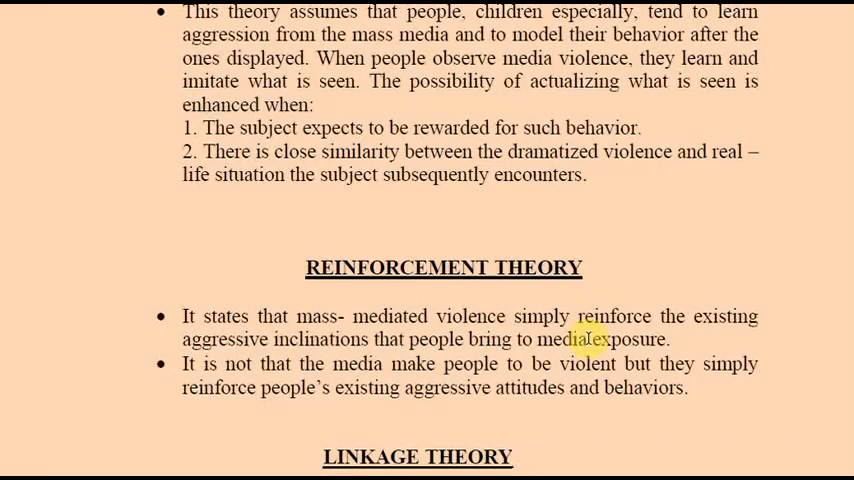 • This theory assumes that people, children especially, tend to learn
aggression from the mass media and to model their behavior after the
ones displayed. When people observe media violence, they learn and
imitate what is seen. The possibility of actualizing what is seen is
enhanced when:
1. The subject expects to be rewarded for such behavior.
2. There is close similarity between the dramatized violence and real –
life situation the subject subsequently encounters.
REINFORCEMENT THEORY
• It states that mass- mediated violence simply reinforce the existing
aggressive inclinations that people bring to media exposure.
• It is not that the media make people to be violent but they simply
reinforce people’s existing aggressive attitudes and behaviors.
LINKAGE THEORY